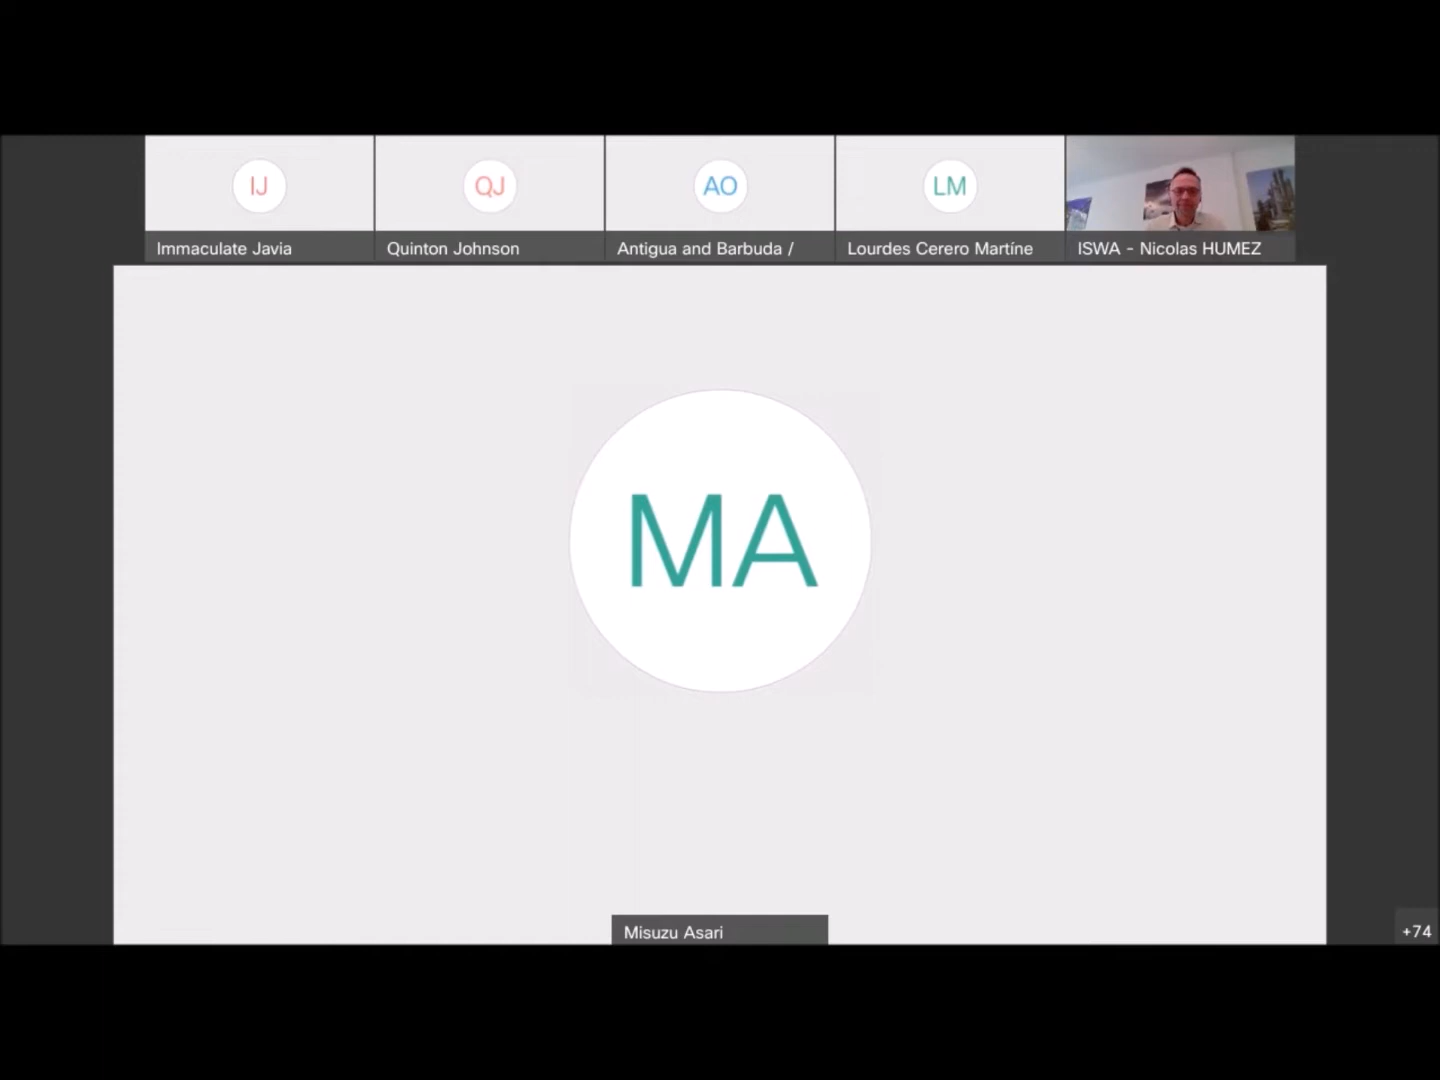 IJ
QJ
AO
LM
Immaculate Javia
Quinton Johnson
Antigua and Barbuda /
Lourdes Cerero Martíne
ISWA - Nicolas HUMEZ
MA
Misuzu Asari
+74